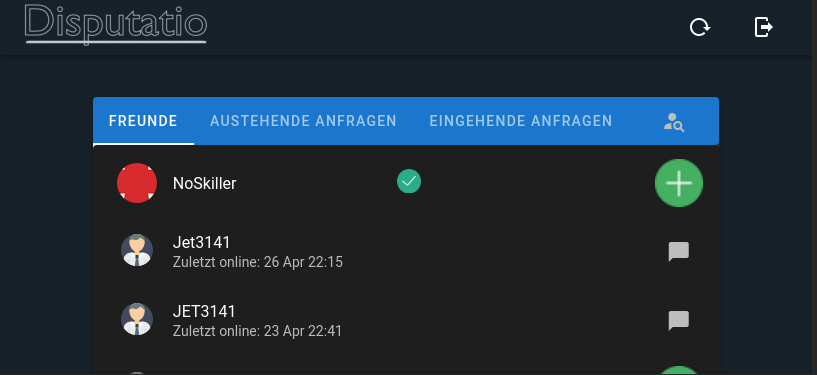 Disputatio
FREUNDE AUSTEHENDE ANFRAGEN EINGEHENDE ANFRAGEN
NoSkiller
Jet3141
Zuletzt online: 26 Apr 22:15
JET3141
Zuletzt online: 23 Apr 22:41